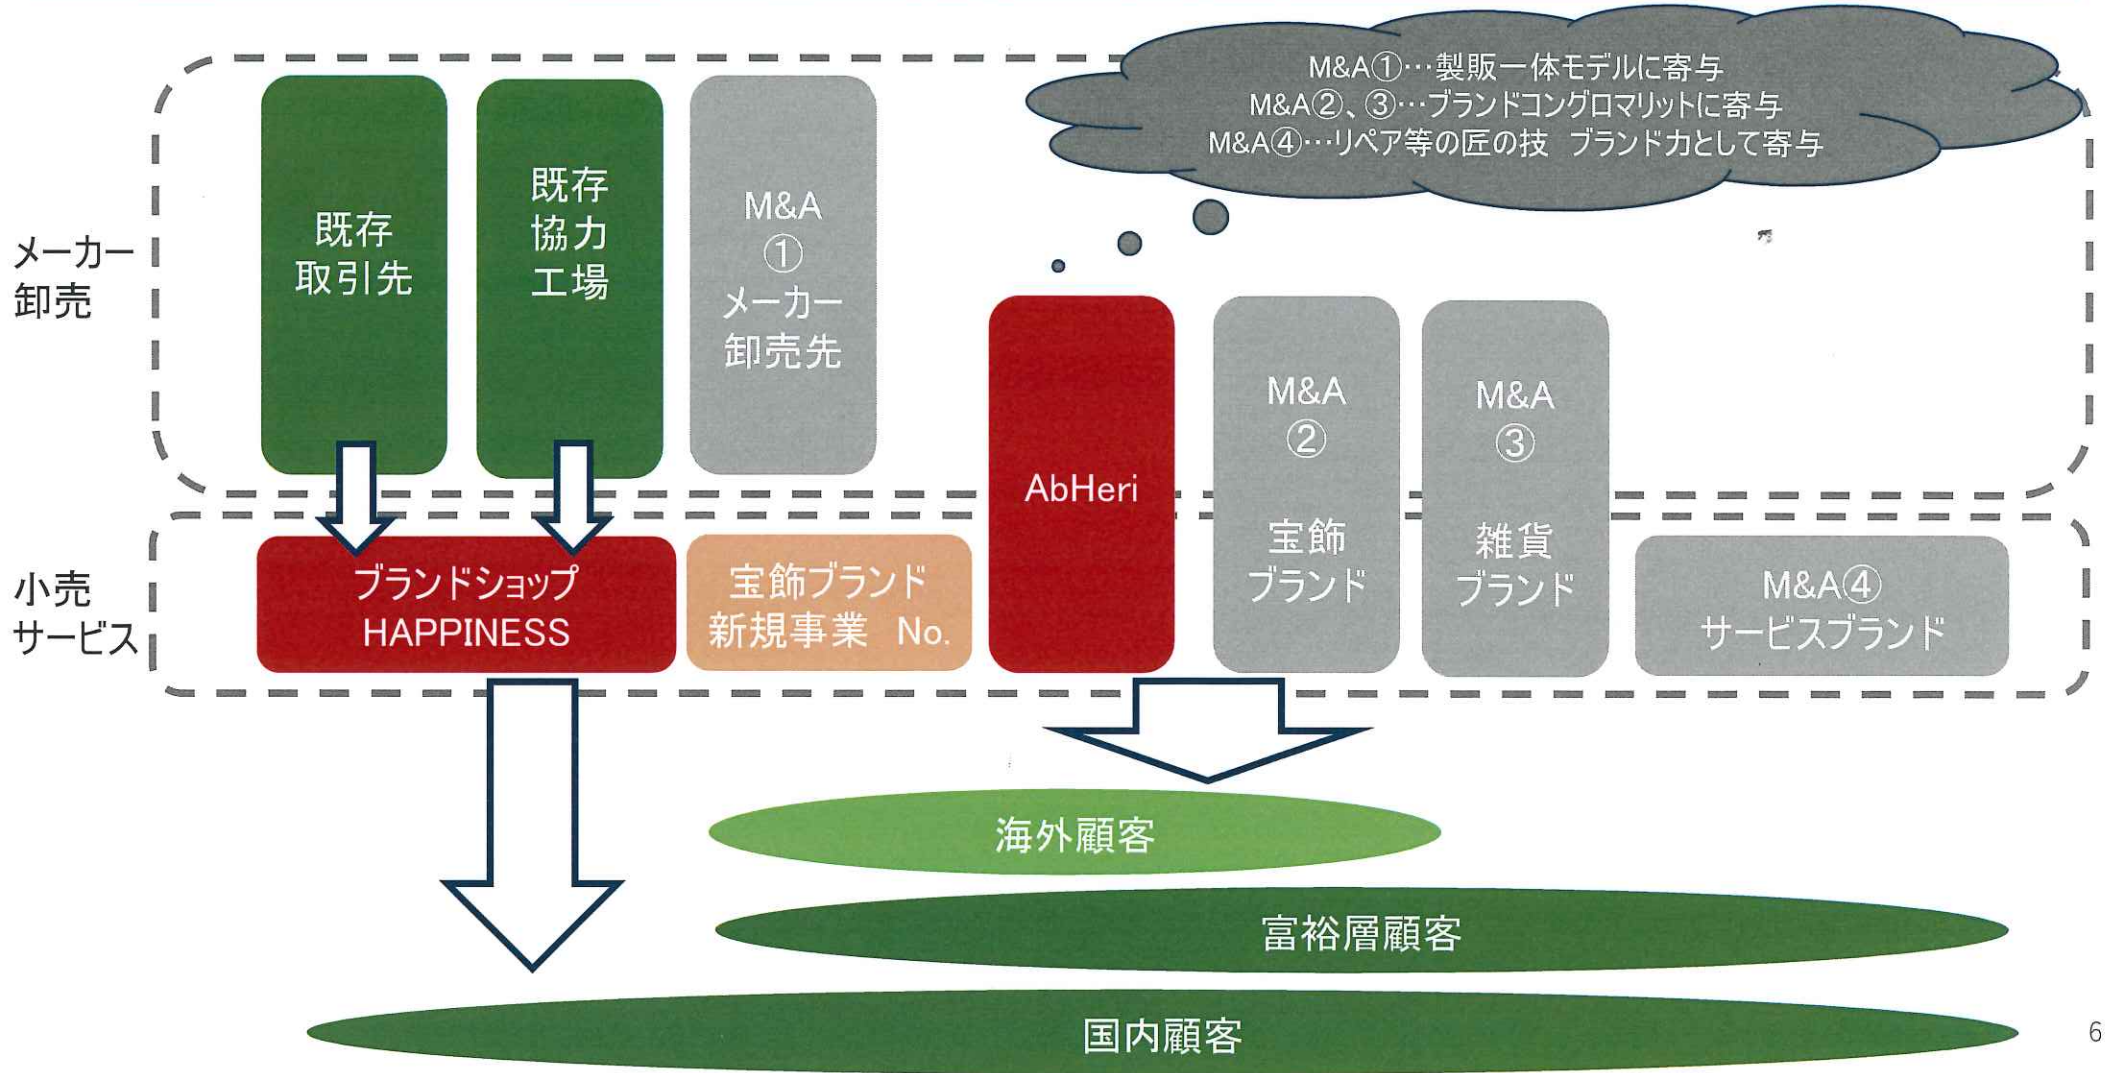 M&A①…製販一体モデルに寄与
M&A②、③…ブランドコングロマリットに寄与
M&A④…リペア等の匠の技 ブランド力として寄与
メーカー
卸売
既存
取引先
既存
協力
工場
M&A
①
メーカー
卸売先
AbHeri
M&A
②
宝飾
ブランド
M&A
③
雑貨
ブランド
小売
サービス
ブランドショップ
HAPPINESS
宝飾ブランド
新規事業 No.
M&A④
サービスブランド
海外顧客
富裕層顧客
国内顧客
6